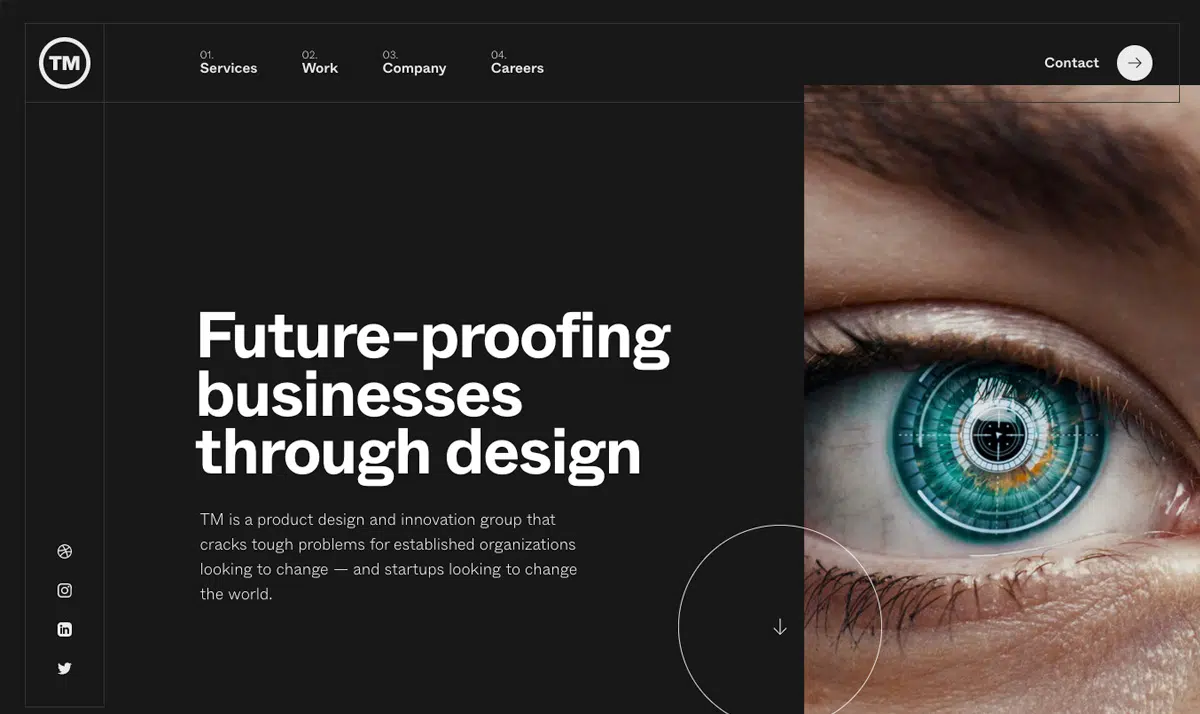 TM
01.
Services
02.
Work
03.
Company
04.
Careers
Contact
Future-proofing
businesses
through design
TM is a product design and innovation group that
cracks tough problems for established organizations
looking to change — and startups looking to change
the world.
in